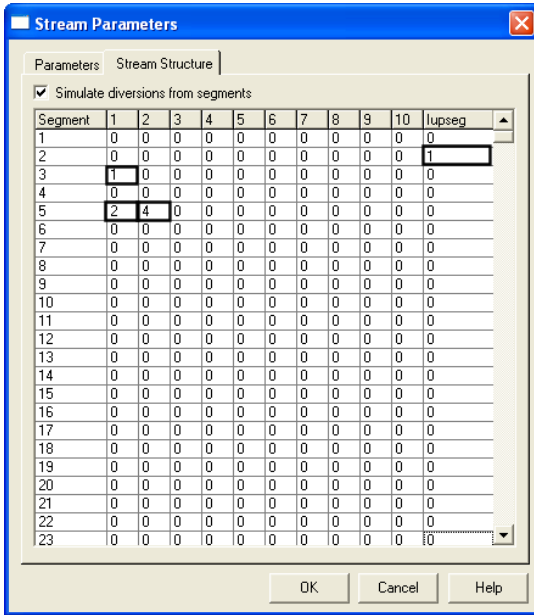 Stream Parameters
Parameters Stream Structure
Simulate diversions from segments
Segment 1 2 3 4 5 6 7 8 9 10 Iupseg
1 0 0 0 0 0 0 0 0 0 0 0
2 0 0 0 0 0 0 0 0 0 0 1
3 1 0 0 0 0 0 0 0 0 0 0
4 0 0 0 0 0 0 0 0 0 0 0
5 2 4 0 0 0 0 0 0 0 0 0
6 0 0 0 0 0 0 0 0 0 0 0
7 0 0 0 0 0 0 0 0 0 0 0
8 0 0 0 0 0 0 0 0 0 0 0
9 0 0 0 0 0 0 0 0 0 0 0
10 0 0 0 0 0 0 0 0 0 0 0
11 0 0 0 0 0 0 0 0 0 0 0
12 0 0 0 0 0 0 0 0 0 0 0
13 0 0 0 0 0 0 0 0 0 0 0
14 0 0 0 0 0 0 0 0 0 0 0
15 0 0 0 0 0 0 0 0 0 0 0
16 0 0 0 0 0 0 0 0 0 0 0
17 0 0 0 0 0 0 0 0 0 0 0
18 0 0 0 0 0 0 0 0 0 0 0
19 0 0 0 0 0 0 0 0 0 0 0
20 0 0 0 0 0 0 0 0 0 0 0
21 0 0 0 0 0 0 0 0 0 0 0
22 0 0 0 0 0 0 0 0 0 0 0
23 0 0 0 0 0 0 0 0 0 0 0
OK Cancel Help